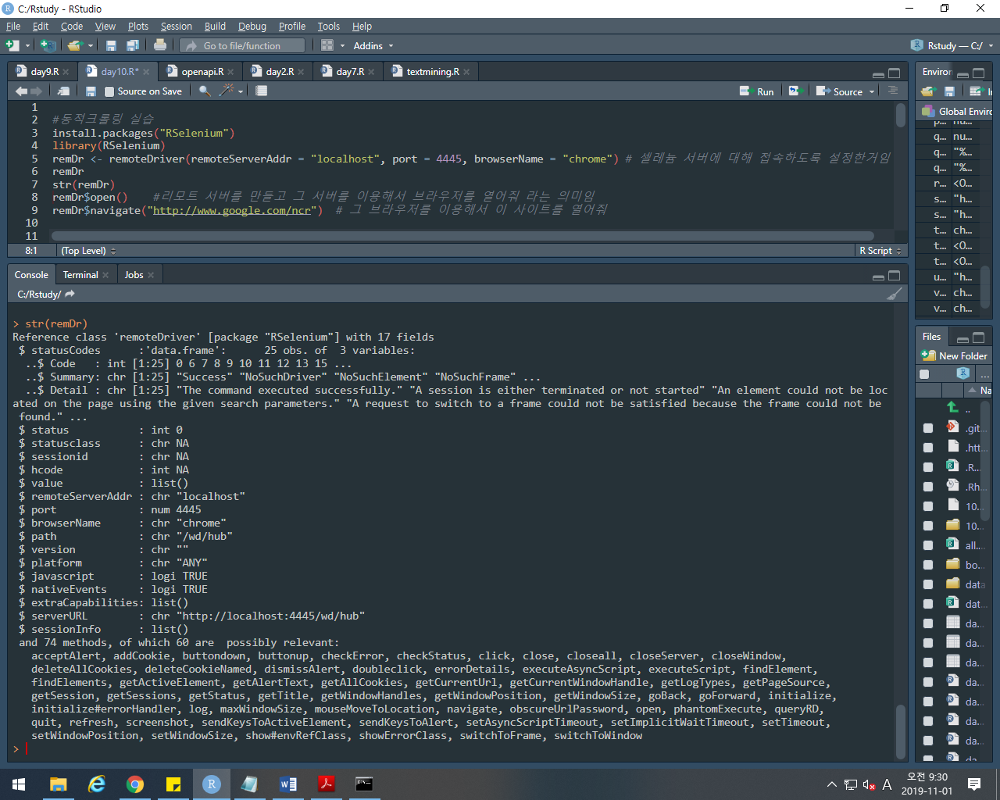 C:/Rstudy - RStudio
File Edit Code View Plots Session Build Debug Profile Tools Help
Go to file/function Addins Rstudy — C:/
day9.R day10.R* openapi.R day2.R day7.R textmining.R
Source on Save Run Source
1
2 #동적크롤링 실습
3 install.packages("RSelenium")
4 library(RSelenium)
5 remDr <- remoteDriver(remoteServerAddr = "localhost", port = 4445, browserName = "chrome") # 셀레늄 서버에 대해 접속하도록 설정한거임
6 remDr
7 str(remDr)
8 remDr$open() #리모트 서버를 만들고 그 서버를 이용해서 브라우저를 열어줘 라는 의미임
9 remDr$navigate("http://www.google.com/ncr") # 그 브라우저를 이용해서 이 사이트를 열어줘
10
11
8:1 (Top Level) R Script
Console Terminal Jobs
C:/Rstudy/
> str(remDr)
Reference class 'remoteDriver' [package "RSelenium"] with 17 fields
$ statusCodes :'data.frame': 25 obs. of 3 variables:
..$ Code : int [1:25] 0 6 7 8 9 10 11 12 13 15 ...
..$ Summary: chr [1:25] "Success" "NoSuchDriver" "NoSuchElement" "NoSuchFrame" ...
..$ Detail : chr [1:25] "The command executed successfully." "A session is either terminated or not started" "An element could not be loc
ated on the page using the given search parameters." "A request to switch to a frame could not be satisfied because the frame could not be
found." ...
$ status : int 0
$ statusclass : chr NA
$ sessionid : chr NA
$ hcode : int NA
$ value : list()
$ remoteServerAddr : chr "localhost"
$ port : num 4445
$ browserName : chr "chrome"
$ path : chr "/wd/hub"
$ version : chr ""
$ platform : chr "ANY"
$ javascript : logi TRUE
$ nativeEvents : logi TRUE
$ extraCapabilities: list()
$ serverURL : chr "http://localhost:4445/wd/hub"
$ sessionInfo : list()
and 74 methods, of which 60 are possibly relevant:
acceptAlert, addCookie, buttondown, buttonup, checkError, checkStatus, click, close, closeall, closeServer, closeWindow,
deleteAllCookies, deleteCookieNamed, dismissAlert, doubleclick, errorDetails, executeAsyncScript, executeScript, findElement,
findElements, getActiveElement, getAlertText, getAllCookies, getCurrentUrl, getCurrentWindowHandle, getLogTypes, getPageSource,
getSession, getSessions, getStatus, getTitle, getWindowHandles, getWindowPosition, getWindowSize, goBack, goForward, initialize,
initialize#errorHandler, log, maxWindowSize, mouseMoveToLocation, navigate, obscureUrlPassword, open, phantomExecute, queryRD,
quit, refresh, screenshot, sendKeysToActiveElement, sendKeysToAlert, setAsyncScriptTimeout, setImplicitWaitTimeout, setTimeout,
setWindowPosition, setWindowSize, show#envRefClass, showErrorClass, switchToFrame, switchToWindow
>
Environ
Global Enviro
q... nu...
q... "%...
q... "%...
r... <O...
s... "h...
s... "h...
t... ch...
t... <O...
t... <O...
u... "h...
v... ch...
v... ch...
Files
New Folder
...
Na
..
.git...
.htt...
.R...
.Rh...
10...
10...
all....
bo...
data
dat...
da...
da...
da...
da...
da...
da...
da...
da
A 오전 9:30
2019-11-01